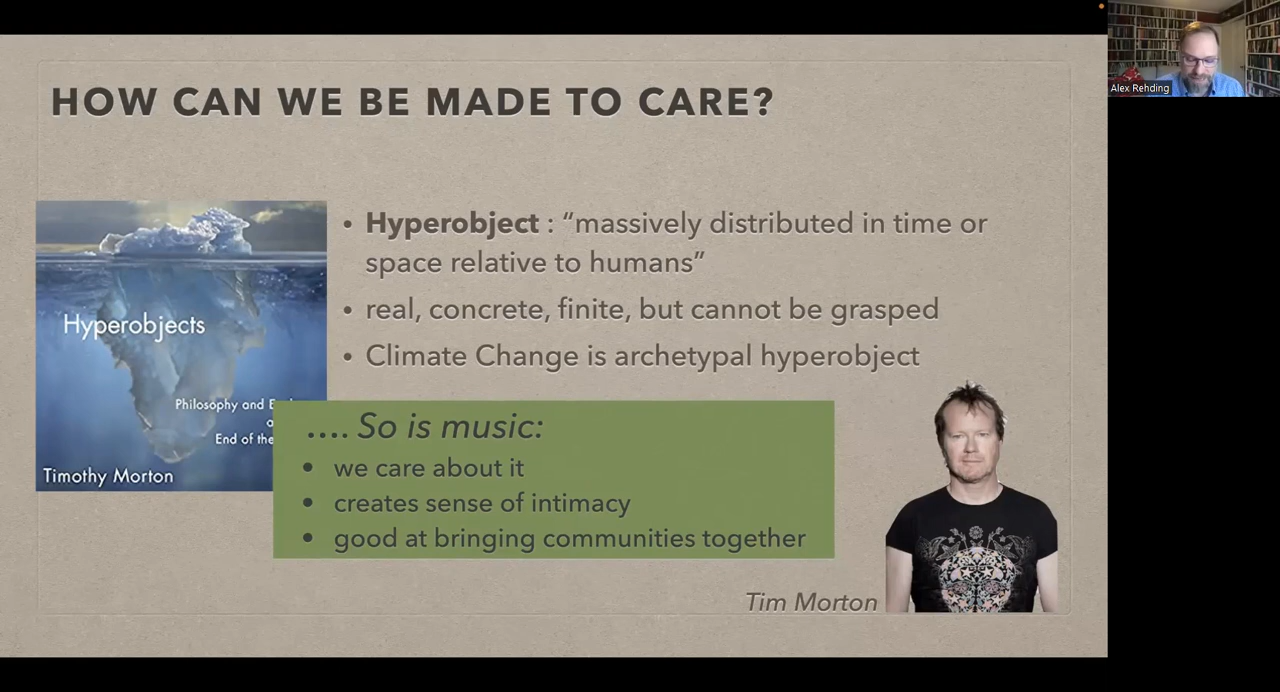 Alex Rehding
HOW CAN WE BE MADE TO CARE?
• Hyperobject : “massively distributed in time or
space relative to humans”
• real, concrete, finite, but cannot be grasped
• Climate Change is archetypal hyperobject
Hyperobjects
Philosophy and
End of the
Timothy Morton
.... So is music:
• we care about it
• creates sense of intimacy
• good at bringing communities together
Tim Morton